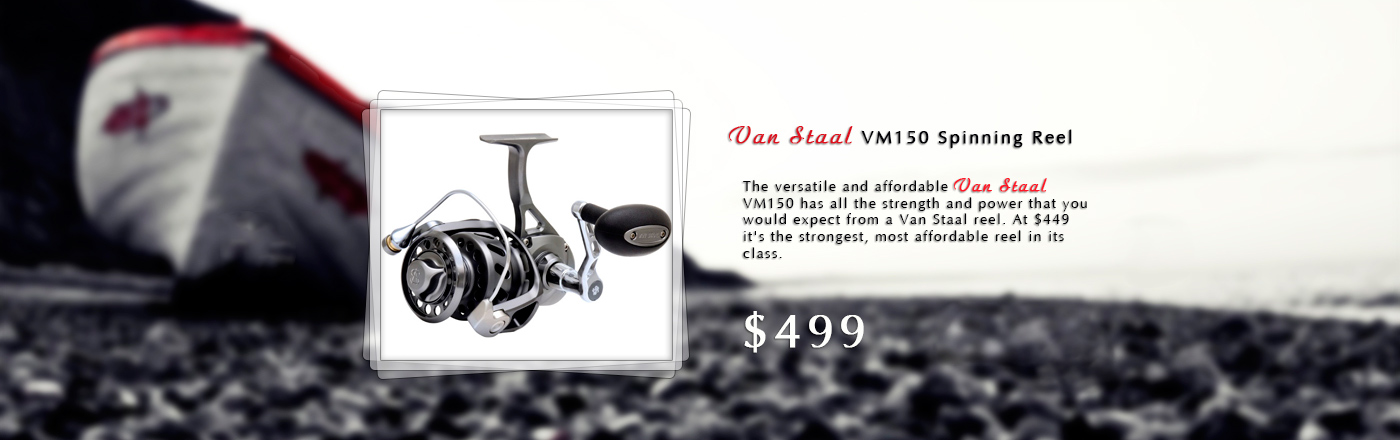 Van Staal VM150 Spinning Reel
The versatile and affordable Van Staal
VM150 has all the strength and power that you
would expect from a Van Staal reel. At $449
it's the strongest, most affordable reel in its
class.
$499